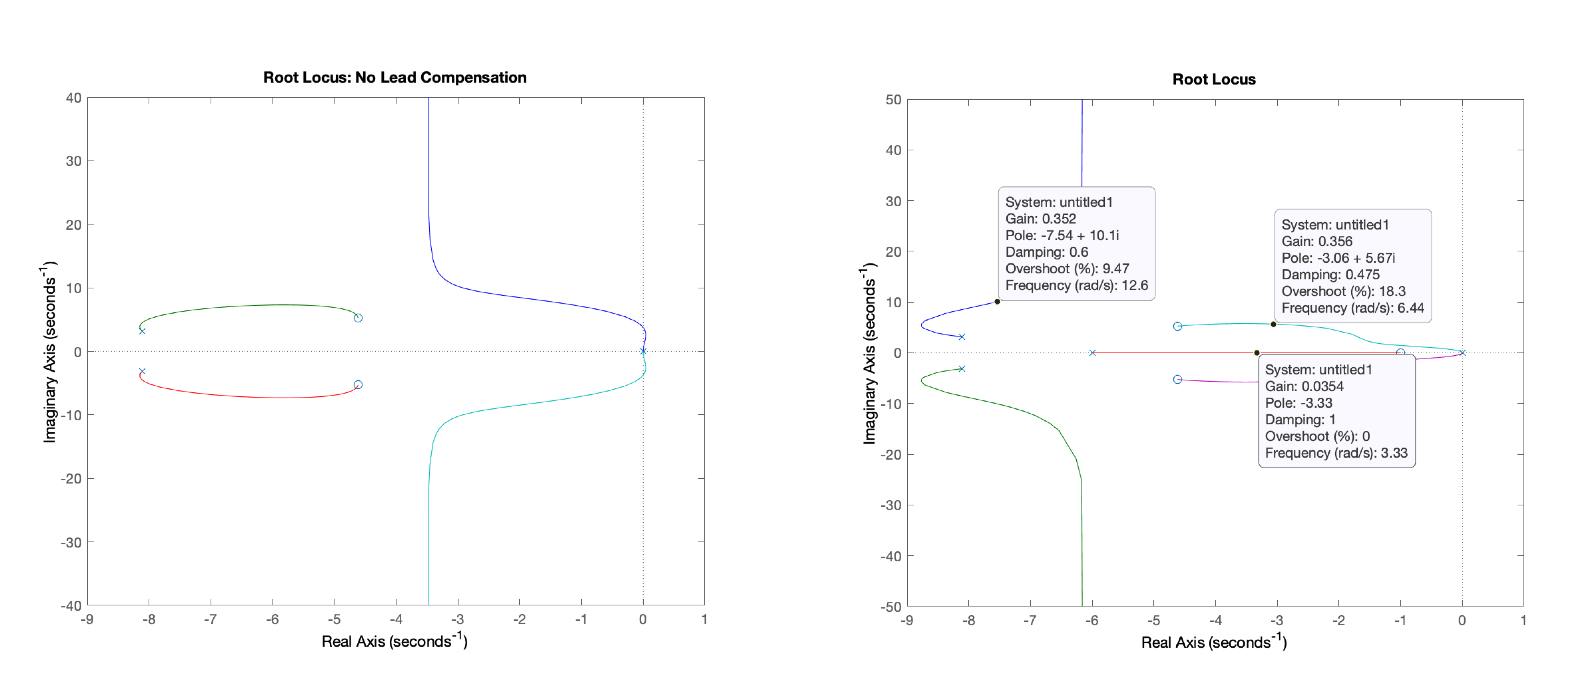 Root Locus: No Lead Compensation
40
30
20
10
0
-10
-20
-30
-40
Imaginary Axis (seconds-1)
-9 -8 -7 -6 -5 -4 -3 -2 -1 0 1
Real Axis (seconds-1)
Root Locus
50
40
30
20
10
0
-10
-20
-30
-40
-50
Imaginary Axis (seconds-1)
System: untitled1
Gain: 0.352
Pole: -7.54 + 10.1i
Damping: 0.6
Overshoot (%): 9.47
Frequency (rad/s): 12.6
System: untitled1
Gain: 0.356
Pole: -3.06 + 5.67i
Damping: 0.475
Overshoot (%): 18.3
Frequency (rad/s): 6.44
System: untitled1
Gain: 0.0354
Pole: -3.33
Damping: 1
Overshoot (%): 0
Frequency (rad/s): 3.33
-9 -8 -7 -6 -5 -4 -3 -2 -1 0 1
Real Axis (seconds-1)